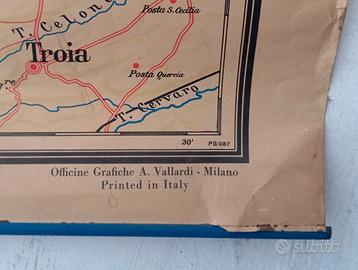 T. Celone
Posta S. Cecilia
Troia
Posta Quercia
T. Cervaro
30'
PG/087
Officine Grafiche A. Vallardi - Milano
Printed in Italy
subito